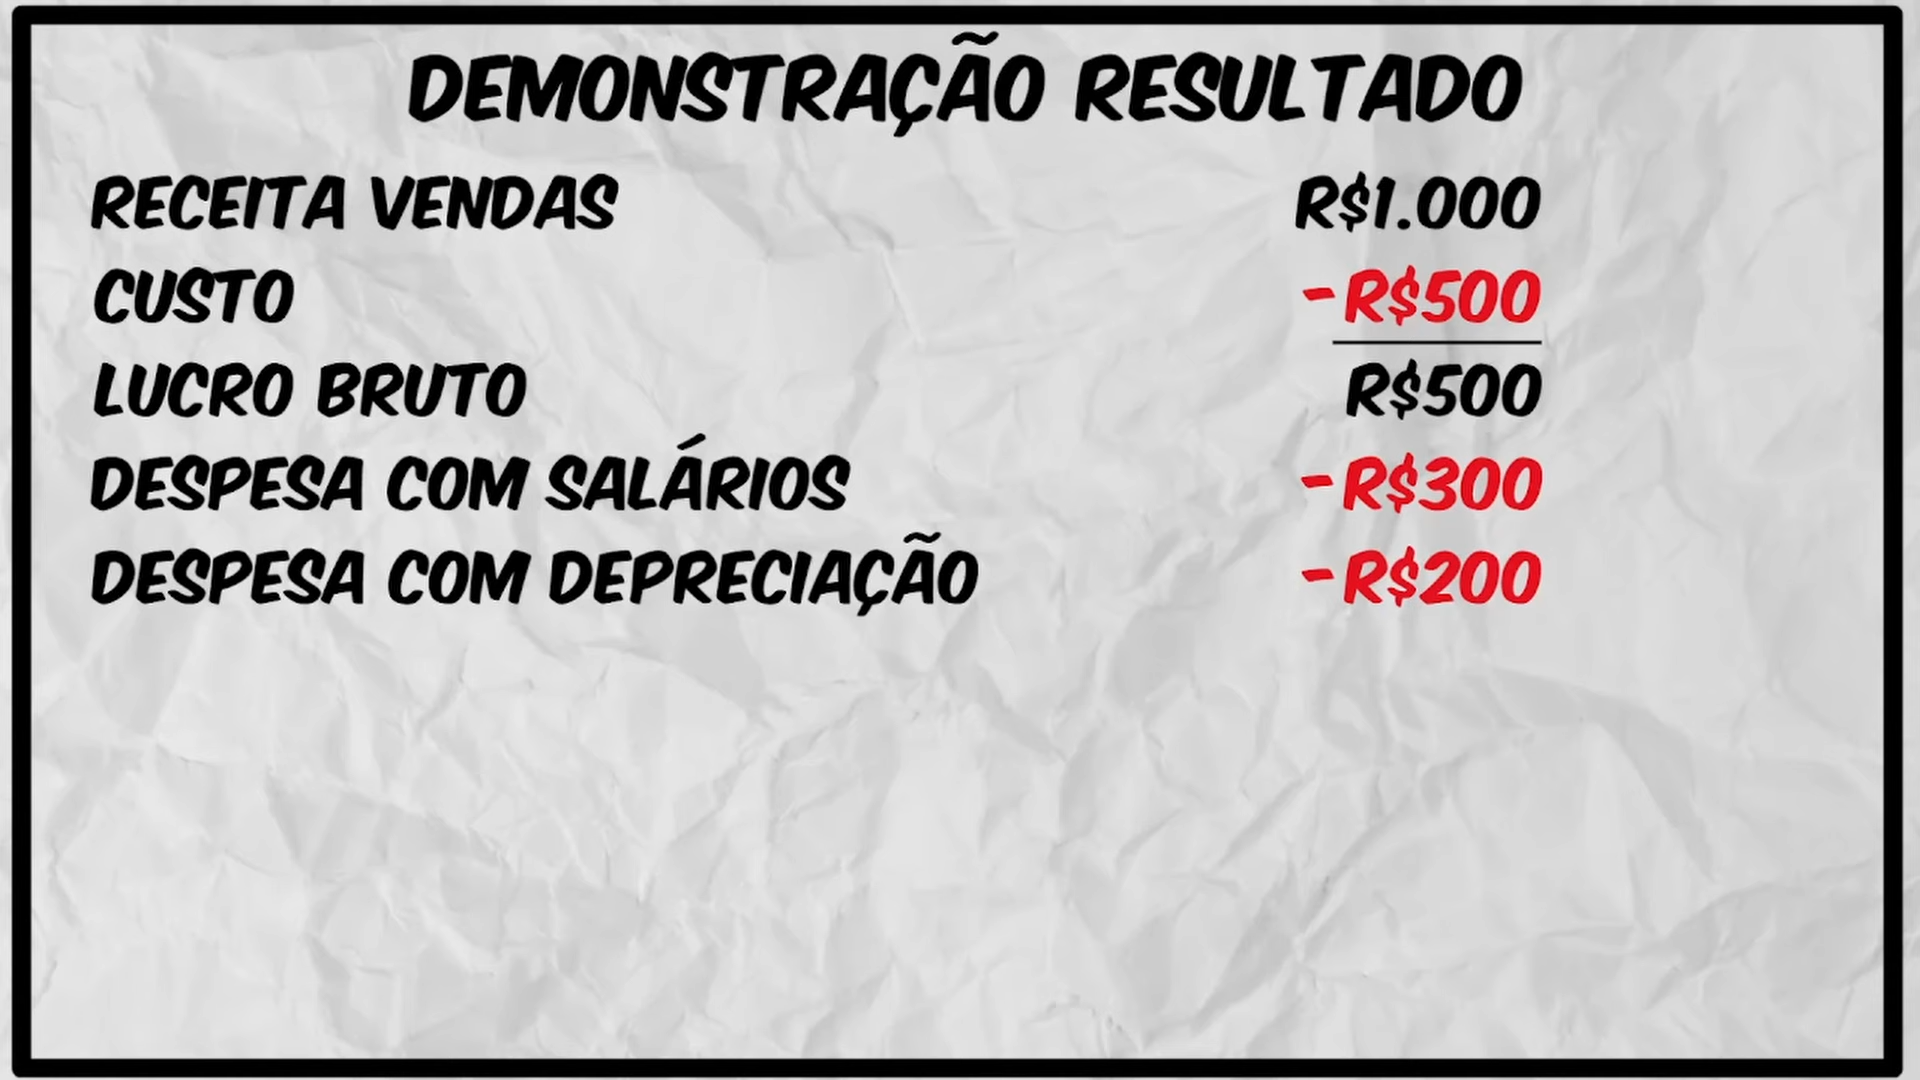 DEMONSTRAÇÃO RESULTADO
RECEITA VENDAS R$1.000
CUSTO -R$500
LUCRO BRUTO R$500
DESPESA COM SALÁRIOS -R$300
DESPESA COM DEPRECIAÇÃO -R$200